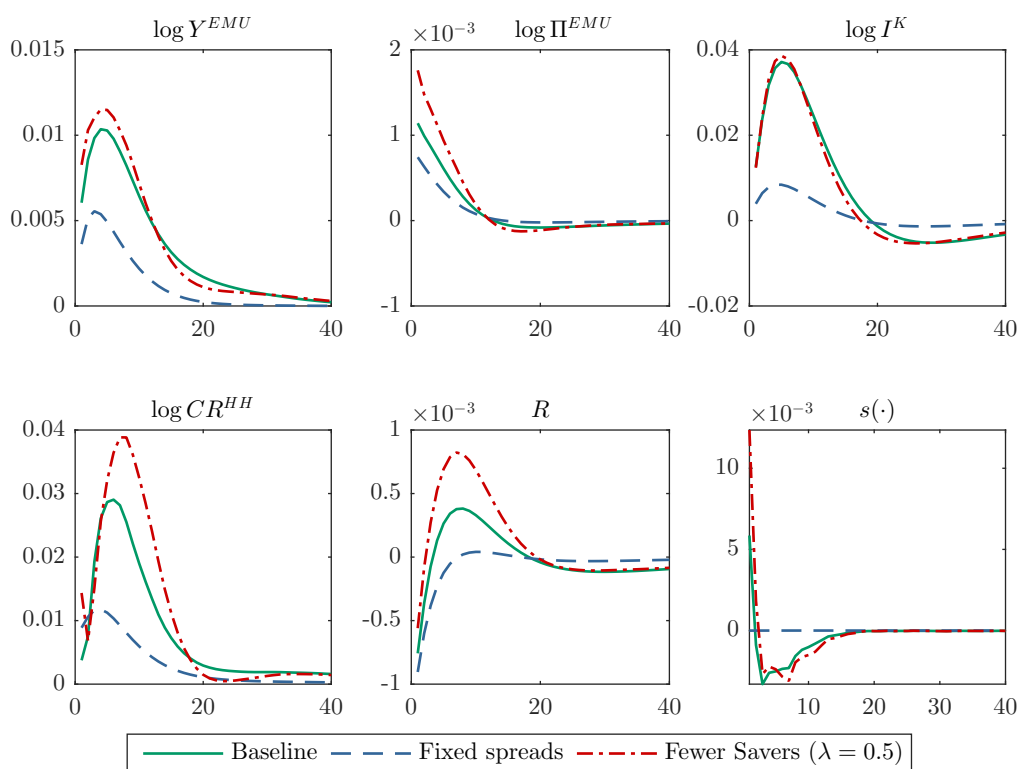 log Y^EMU
0.015
0.01
0.005
0
0 20 40
log Π^EMU
×10^-3
2
1
0
-1
0 20 40
log I^K
0.04
0.02
0
-0.02
0 20 40
log CR^HH
0.04
0.03
0.02
0.01
0
0 20 40
R
×10^-3
1
0.5
0
-0.5
-1
0 20 40
s(·)
×10^-3
10
5
0
10 20 30 40
Baseline Fixed spreads Fewer Savers (λ = 0.5)